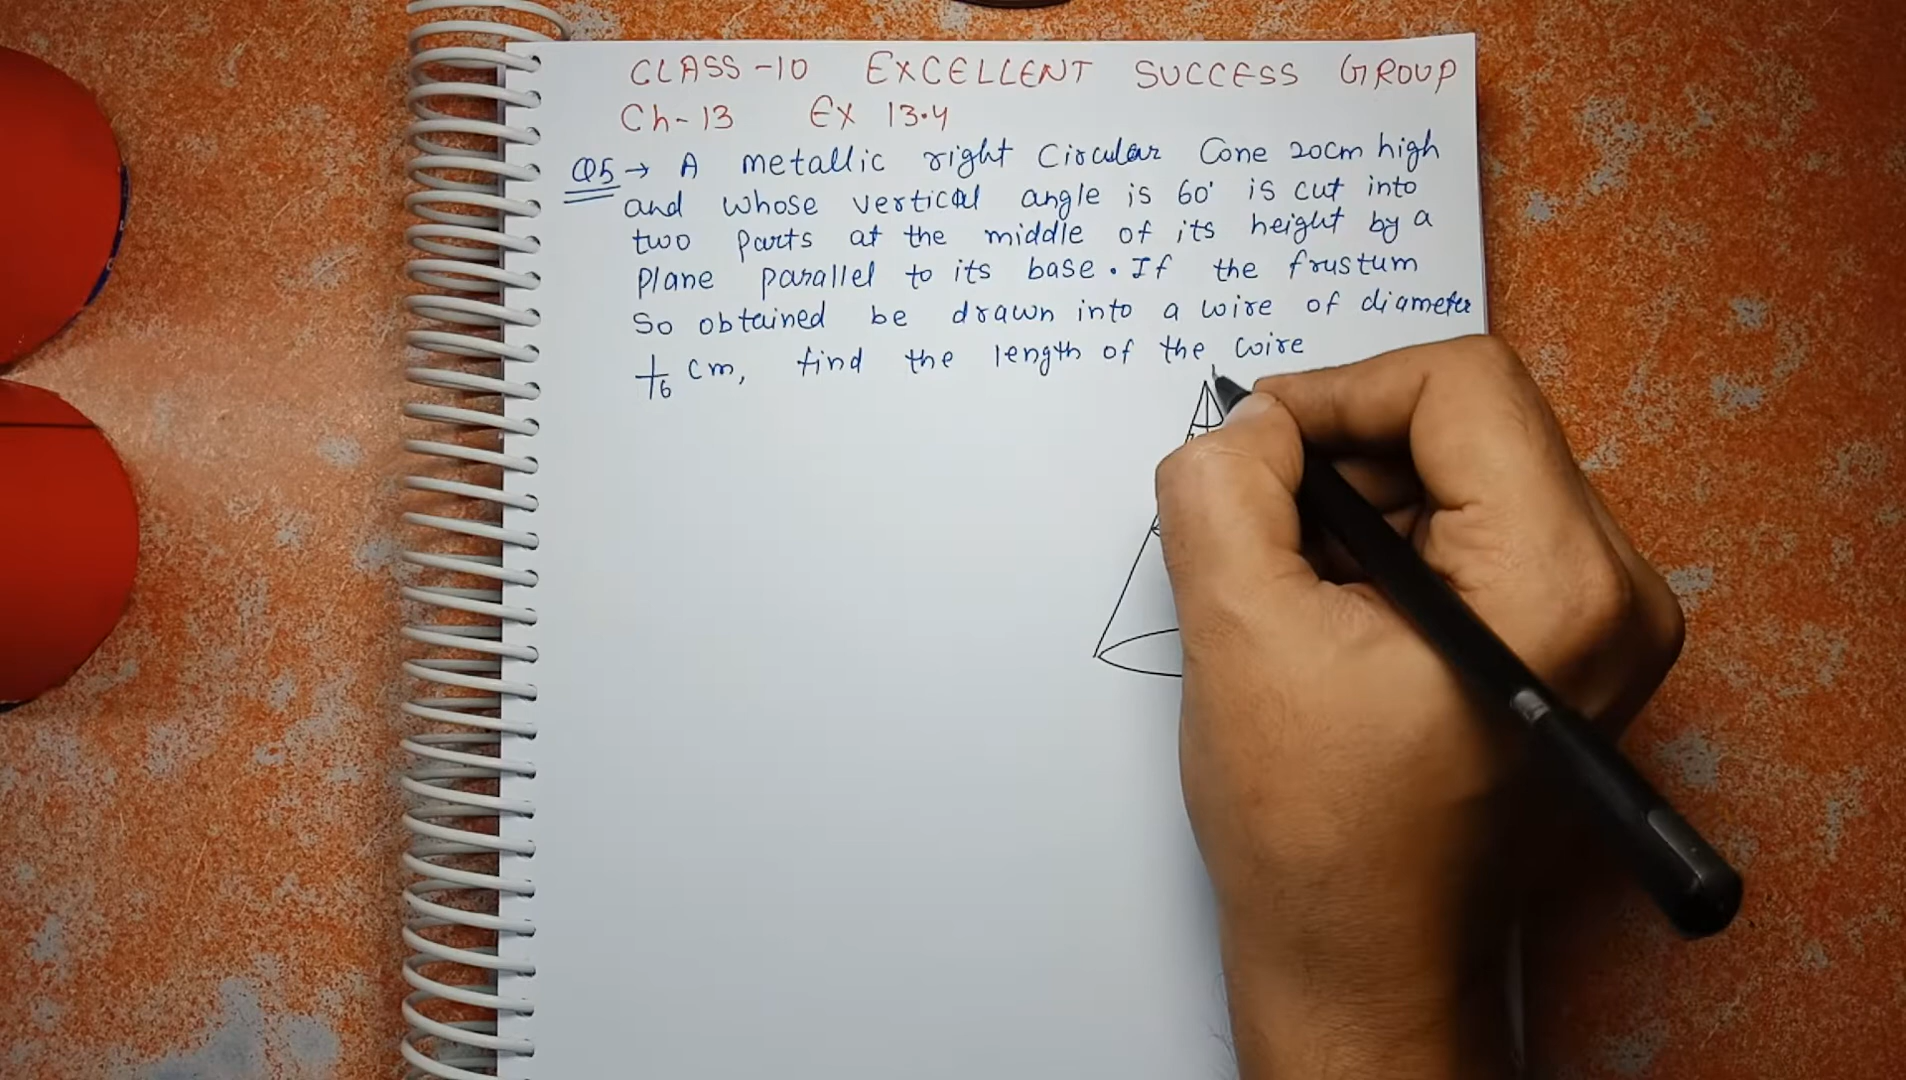 CLASS-10 EXCELLENT SUCCESS GROUP
Ch-13 EX 13.4
Q5→ A metallic right Circular Cone 20cm high
and whose vertical angle is 60° is cut into
two parts at the middle of its height by a
Plane parallel to its base. If the frustum
So obtained be drawn into a wire of diameter
1/16 cm, find the length of the wire